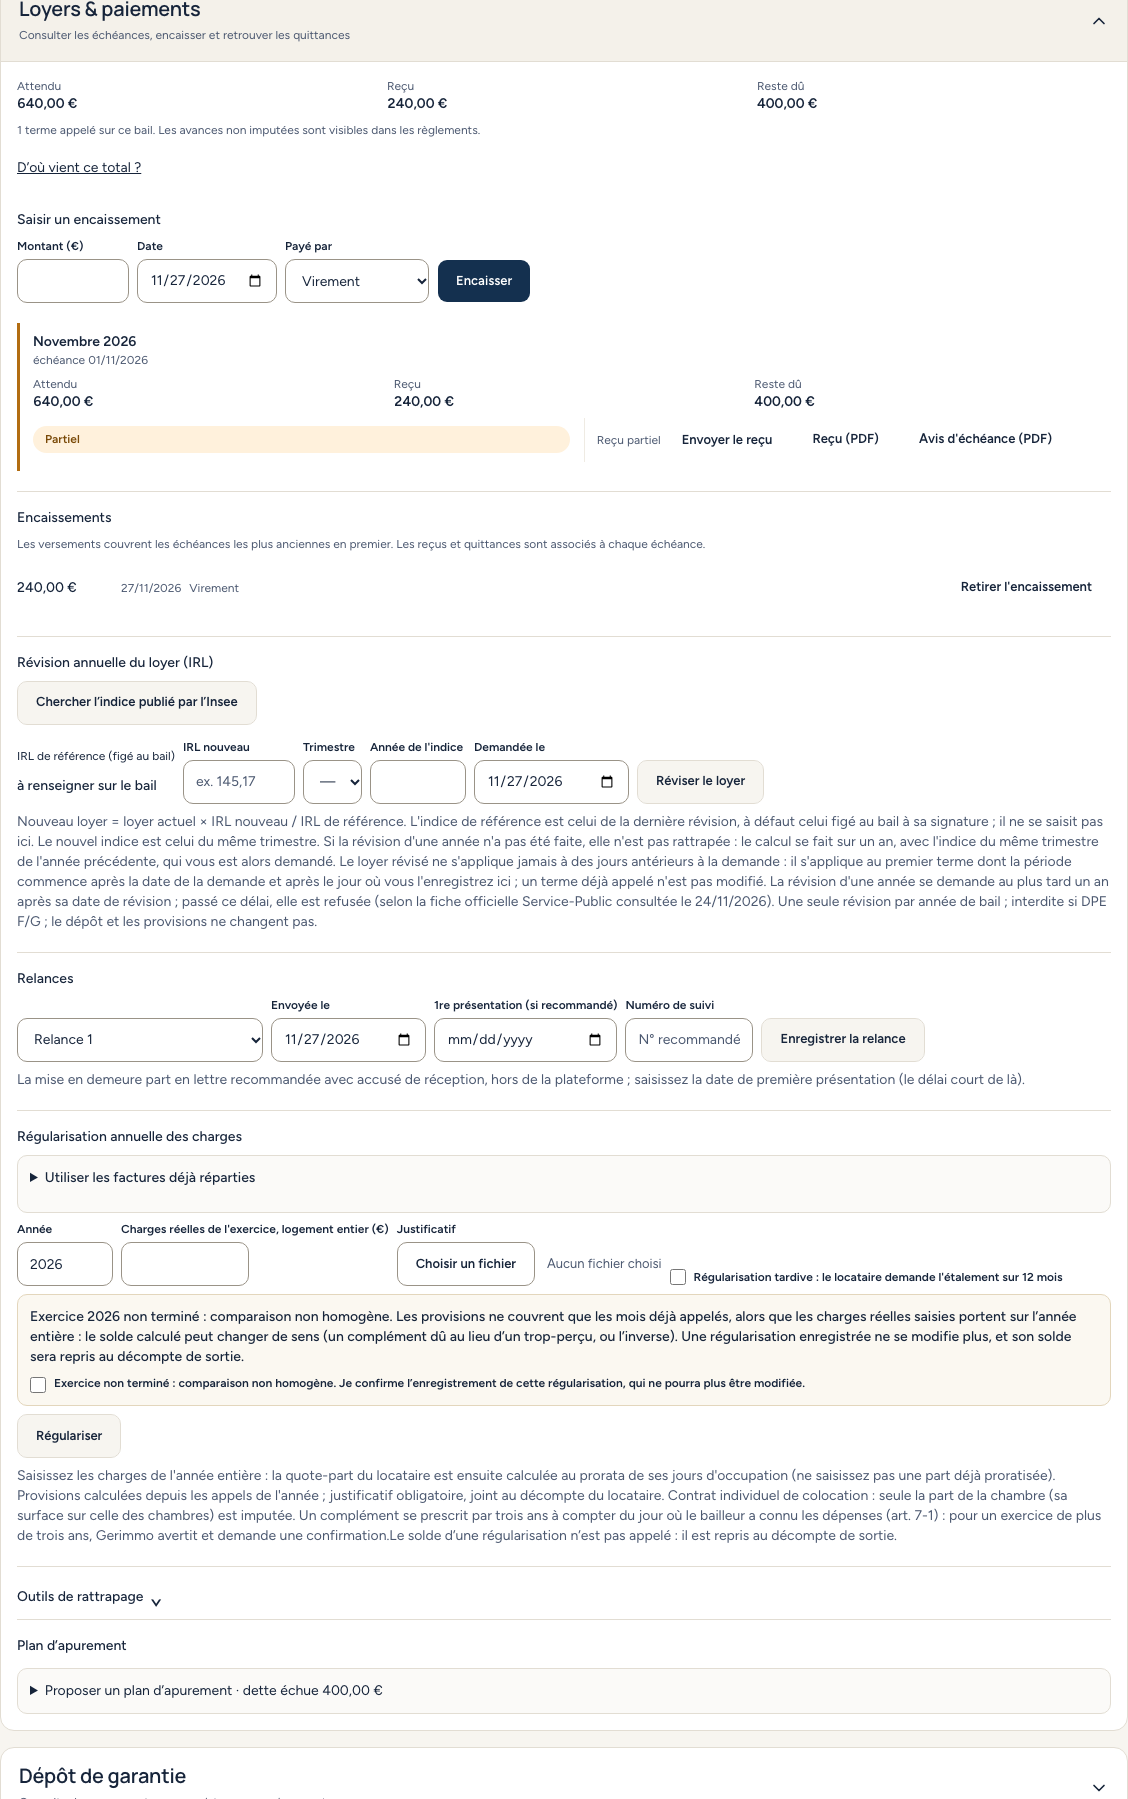 Loyers & paiements
Consulter les échéances, encaisser et retrouver les quittances
Attendu Reçu Reste dû
640,00 € 240,00 € 400,00 €
1 terme appelé sur ce bail. Les avances non imputées sont visibles dans les règlements.
D’où vient ce total ?
Saisir un encaissement
Montant (€) Date Payé par
11/27/2026 Virement Encaisser
Novembre 2026
échéance 01/11/2026
Attendu Reçu Reste dû
640,00 € 240,00 € 400,00 €
Partiel Reçu partiel Envoyer le reçu Reçu (PDF) Avis d'échéance (PDF)
Encaissements
Les versements couvrent les échéances les plus anciennes en premier. Les reçus et quittances sont associés à chaque échéance.
240,00 € 27/11/2026 Virement Retirer l'encaissement
Révision annuelle du loyer (IRL)
Chercher l’indice publié par l’Insee
IRL de référence (figé au bail) IRL nouveau Trimestre Année de l'indice Demandée le
à renseigner sur le bail ex. 145,17 — 11/27/2026 Réviser le loyer
Nouveau loyer = loyer actuel × IRL nouveau / IRL de référence. L'indice de référence est celui de la dernière révision, à défaut celui figé au bail à sa signature ; il ne se saisit pas
ici. Le nouvel indice est celui du même trimestre. Si la révision d'une année n'a pas été faite, elle n'est pas rattrapée : le calcul se fait sur un an, avec l'indice du même trimestre
de l'année précédente, qui vous est alors demandé. Le loyer révisé ne s'applique jamais à des jours antérieurs à la demande : il s'applique au premier terme dont la période
commence après la date de la demande et après le jour où vous l'enregistrez ici ; un terme déjà appelé n'est pas modifié. La révision d'une année se demande au plus tard un an
après sa date de révision ; passé ce délai, elle est refusée (selon la fiche officielle Service-Public consultée le 24/11/2026). Une seule révision par année de bail ; interdite si DPE
F/G ; le dépôt et les provisions ne changent pas.
Relances
Envoyée le 1re présentation (si recommandé) Numéro de suivi
Relance 1 11/27/2026 mm/dd/yyyy N° recommandé Enregistrer la relance
La mise en demeure part en lettre recommandée avec accusé de réception, hors de la plateforme ; saisissez la date de première présentation (le délai court de là).
Régularisation annuelle des charges
Utiliser les factures déjà réparties
Année Charges réelles de l'exercice, logement entier (€) Justificatif
2026 Choisir un fichier Aucun fichier choisi Régularisation tardive : le locataire demande l'étalement sur 12 mois
Exercice 2026 non terminé : comparaison non homogène. Les provisions ne couvrent que les mois déjà appelés, alors que les charges réelles saisies portent sur l’année
entière : le solde calculé peut changer de sens (un complément dû au lieu d’un trop-perçu, ou l’inverse). Une régularisation enregistrée ne se modifie plus, et son solde
sera repris au décompte de sortie.
Exercice non terminé : comparaison non homogène. Je confirme l’enregistrement de cette régularisation, qui ne pourra plus être modifiée.
Régulariser
Saisissez les charges de l'année entière : la quote-part du locataire est ensuite calculée au prorata de ses jours d'occupation (ne saisissez pas une part déjà proratisée).
Provisions calculées depuis les appels de l'année ; justificatif obligatoire, joint au décompte du locataire. Contrat individuel de colocation : seule la part de la chambre (sa
surface sur celle des chambres) est imputée. Un complément se prescrit par trois ans à compter du jour où le bailleur a connu les dépenses (art. 7-1) : pour un exercice de plus
de trois ans, Gerimmo avertit et demande une confirmation.Le solde d’une régularisation n’est pas appelé : il est repris au décompte de sortie.
Outils de rattrapage
Plan d’apurement
Proposer un plan d’apurement · dette échue 400,00 €
Dépôt de garantie